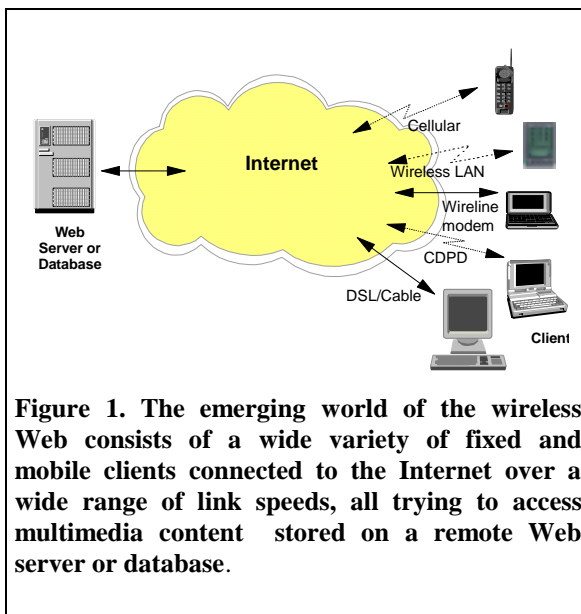 Cellular
Internet
Wireless LAN
Wireline
modem
Web
Server or
Database
CDPD
DSL/Cable
Client
Figure 1. The emerging world of the wireless
Web consists of a wide variety of fixed and
mobile clients connected to the Internet over a
wide range of link speeds, all trying to access
multimedia content stored on a remote Web
server or database.